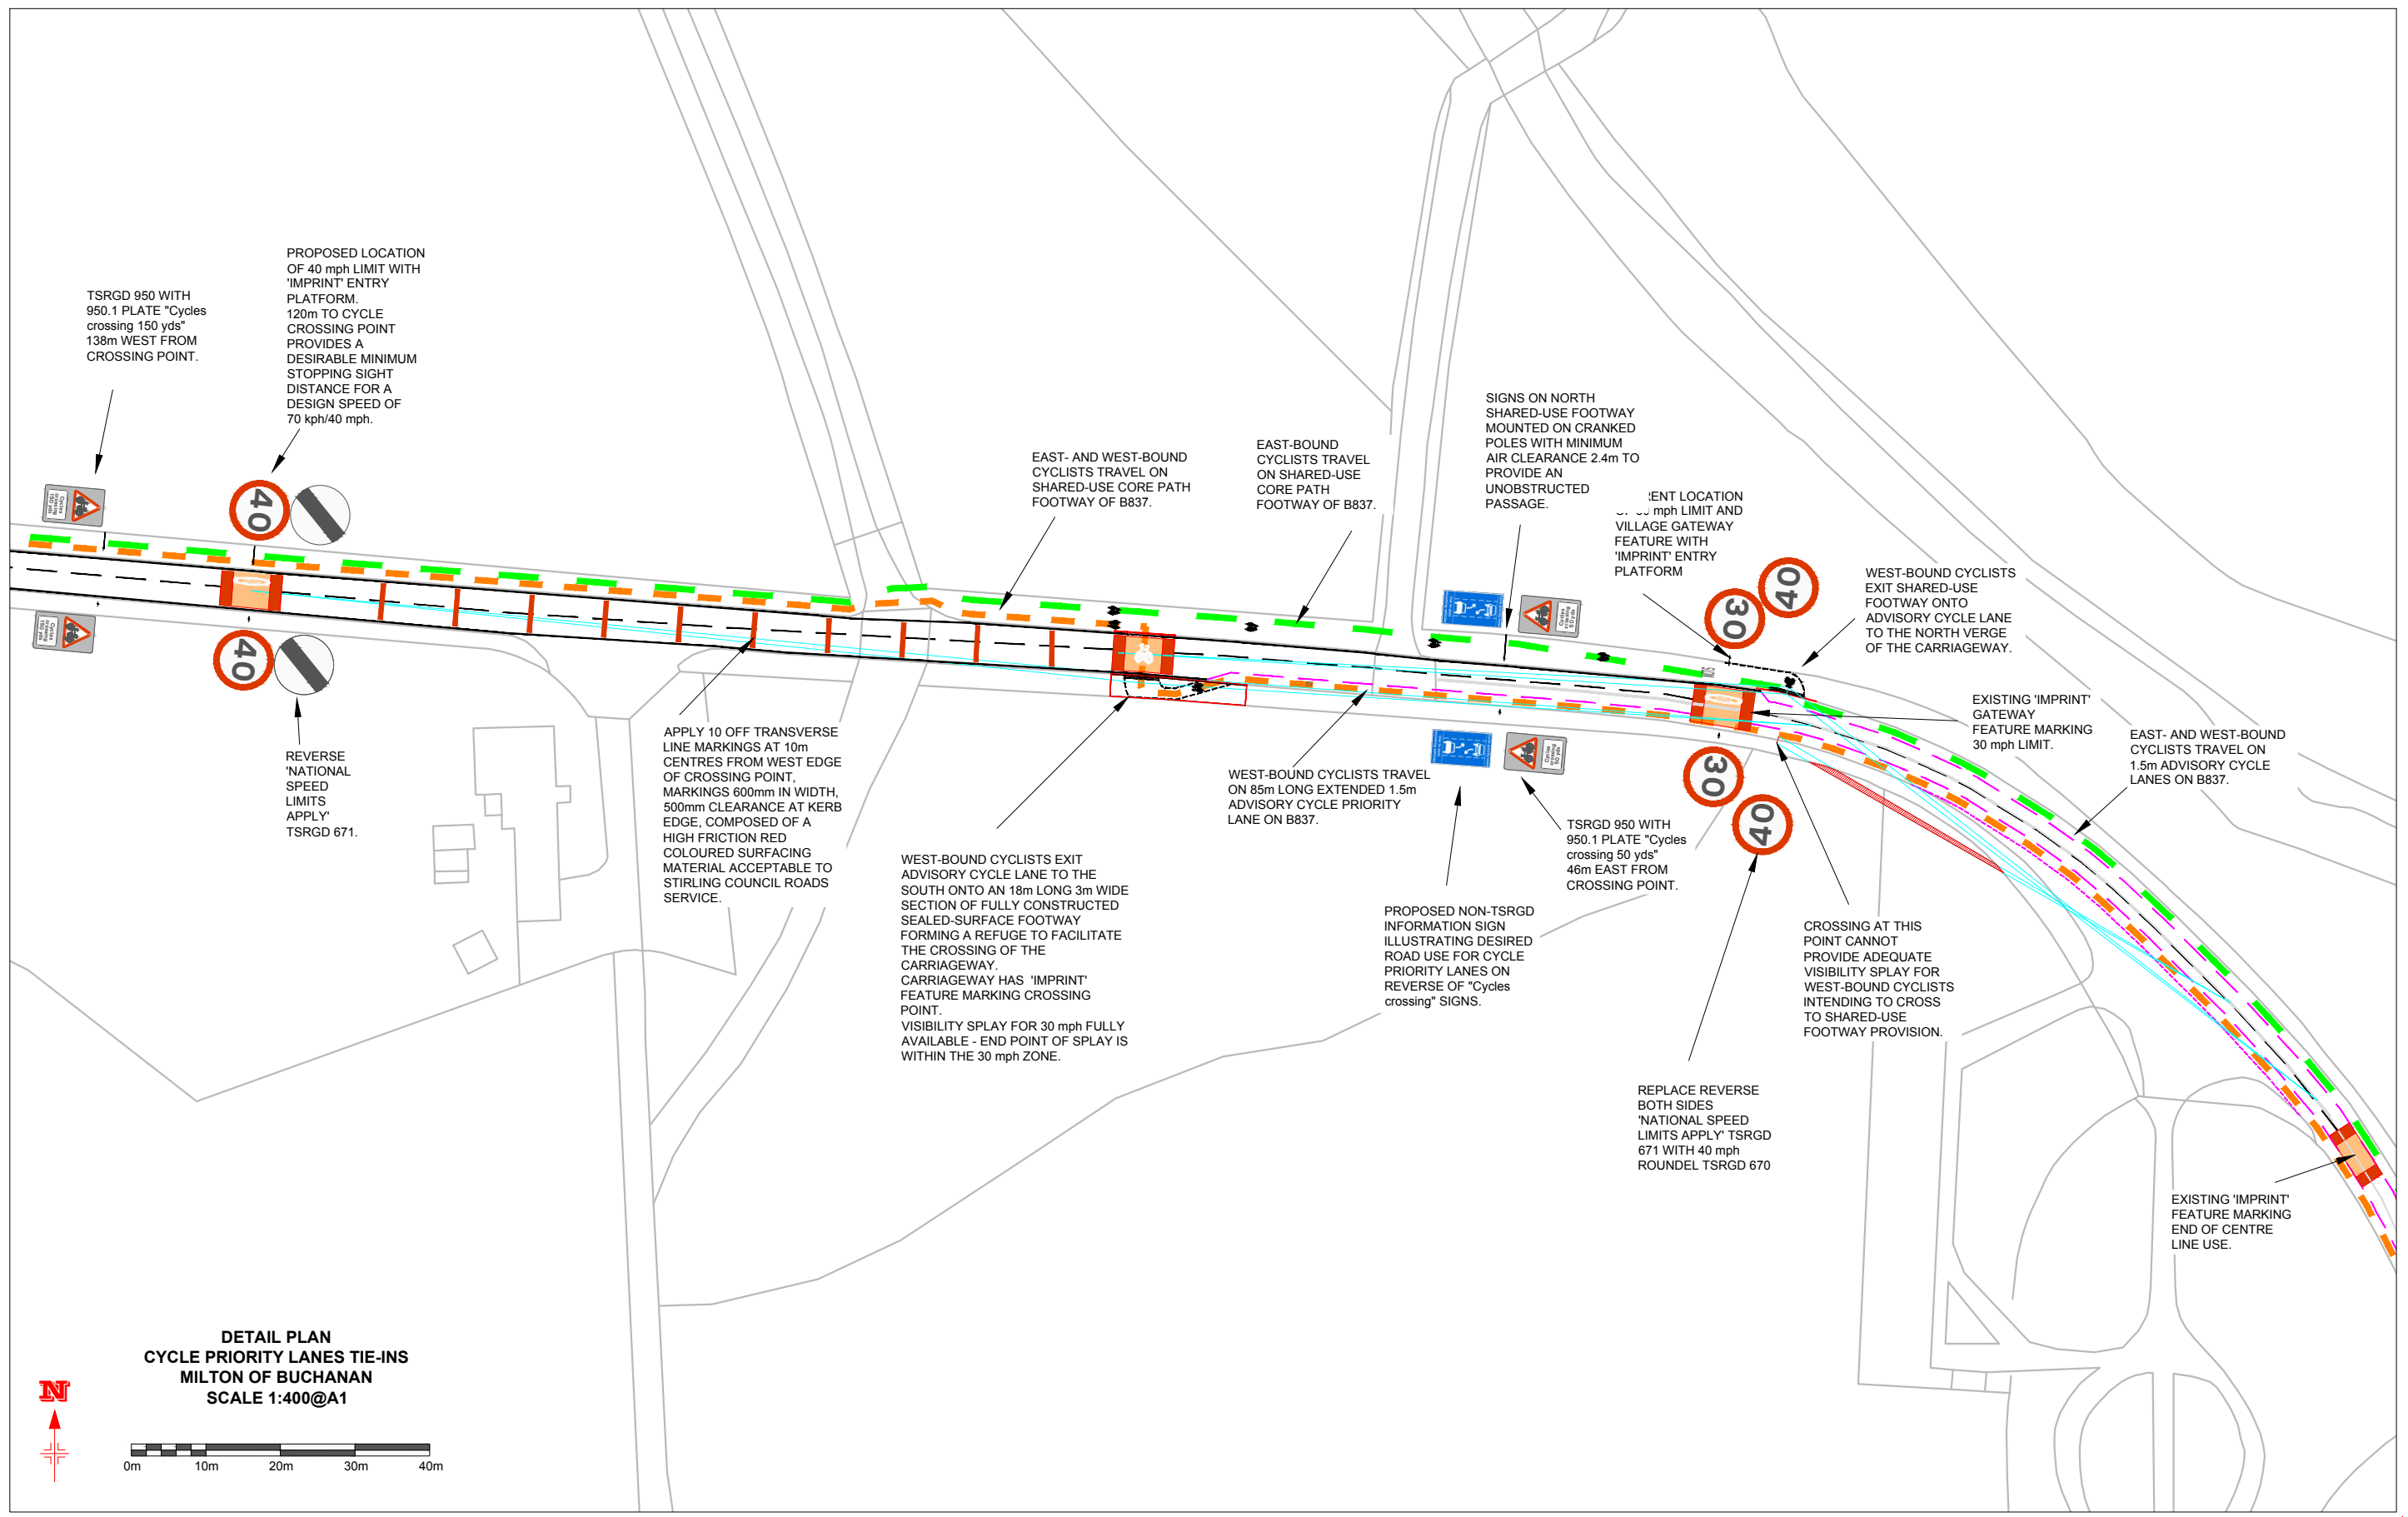 TSRGD 950 WITH
950.1 PLATE "Cycles
crossing 150 yds"
138m WEST FROM
CROSSING POINT.
PROPOSED LOCATION
OF 40 mph LIMIT WITH
'IMPRINT' ENTRY
PLATFORM.
120m TO CYCLE
CROSSING POINT
PROVIDES A
DESIRABLE MINIMUM
STOPPING SIGHT
DISTANCE FOR A
DESIGN SPEED OF
70 kph/40 mph.
EAST- AND WEST-BOUND
CYCLISTS TRAVEL ON
SHARED-USE CORE PATH
FOOTWAY OF B837.
EAST-BOUND
CYCLISTS TRAVEL
ON SHARED-USE
CORE PATH
FOOTWAY OF B837.
SIGNS ON NORTH
SHARED-USE FOOTWAY
MOUNTED ON CRANKED
POLES WITH MINIMUM
AIR CLEARANCE 2.4m TO
PROVIDE AN
UNOBSTRUCTED
PASSAGE.
LOCATION
mph LIMIT AND
VILLAGE GATEWAY
FEATURE WITH
'IMPRINT' ENTRY
PLATFORM
WEST-BOUND CYCLISTS
EXIT SHARED-USE
FOOTWAY ONTO
ADVISORY CYCLE LANE
TO THE NORTH VERGE
OF THE CARRIAGEWAY.
Cycles
crossing
150 yds
40
Cycles
crossing
50 yds
30
40
Cycles
crossing
150 yds
40
EXISTING 'IMPRINT'
GATEWAY
FEATURE MARKING
30 mph LIMIT.
EAST- AND WEST-BOUND
CYCLISTS TRAVEL ON
1.5m ADVISORY CYCLE
LANES ON B837.
REVERSE
'NATIONAL
SPEED
LIMITS
APPLY'
TSRGD 671.
APPLY 10 OFF TRANSVERSE
LINE MARKINGS AT 10m
CENTRES FROM WEST EDGE
OF CROSSING POINT,
MARKINGS 600mm IN WIDTH,
500mm CLEARANCE AT KERB
EDGE, COMPOSED OF A
HIGH FRICTION RED
COLOURED SURFACING
MATERIAL ACCEPTABLE TO
STIRLING COUNCIL ROADS
SERVICE.
WEST-BOUND CYCLISTS TRAVEL
ON 85m LONG EXTENDED 1.5m
ADVISORY CYCLE PRIORITY
LANE ON B837.
Cycles
crossing
50 yds
30
40
WEST-BOUND CYCLISTS EXIT
ADVISORY CYCLE LANE TO THE
SOUTH ONTO AN 18m LONG 3m WIDE
SECTION OF FULLY CONSTRUCTED
SEALED-SURFACE FOOTWAY
FORMING A REFUGE TO FACILITATE
THE CROSSING OF THE
CARRIAGEWAY.
CARRIAGEWAY HAS 'IMPRINT'
FEATURE MARKING CROSSING
POINT.
VISIBILITY SPLAY FOR 30 mph FULLY
AVAILABLE - END POINT OF SPLAY IS
WITHIN THE 30 mph ZONE.
TSRGD 950 WITH
950.1 PLATE "Cycles
crossing 50 yds"
46m EAST FROM
CROSSING POINT.
PROPOSED NON-TSRGD
INFORMATION SIGN
ILLUSTRATING DESIRED
ROAD USE FOR CYCLE
PRIORITY LANES ON
REVERSE OF "Cycles
crossing" SIGNS.
CROSSING AT THIS
POINT CANNOT
PROVIDE ADEQUATE
VISIBILITY SPLAY FOR
WEST-BOUND CYCLISTS
INTENDING TO CROSS
TO SHARED-USE
FOOTWAY PROVISION.
REPLACE REVERSE
BOTH SIDES
'NATIONAL SPEED
LIMITS APPLY' TSRGD
671 WITH 40 mph
ROUNDEL TSRGD 670
EXISTING 'IMPRINT'
FEATURE MARKING
END OF CENTRE
LINE USE.
DETAIL PLAN
CYCLE PRIORITY LANES TIE-INS
MILTON OF BUCHANAN
SCALE 1:400@A1
N
0m 10m 20m 30m 40m